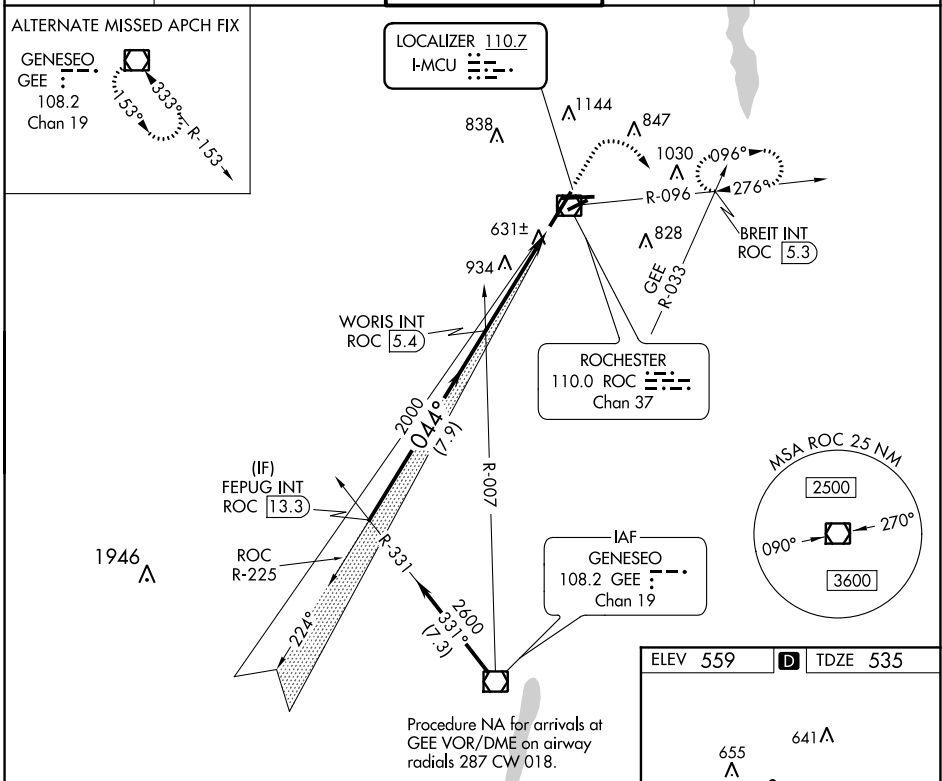 ALTERNATE MISSED APCH FIX
GENESEO
GEE
108.2
Chan 19
153°
333°
R-153
LOCALIZER 110.7
I-MCU
838
1144
847
1030
096°
276°
R-096
BREIT INT
ROC 5.3
828
GEE
R-033
631±
934
WORIS INT
ROC 5.4
ROCHESTER
110.0 ROC
Chan 37
2000
044°
(7.9)
R-007
(IF)
FEPUG INT
ROC 13.3
ROC
R-225
R-331
224°
1946
2600
331°
(7.3)
IAF
GENESEO
108.2 GEE
Chan 19
MSA ROC 25 NM
2500
090°
270°
3600
Procedure NA for arrivals at
GEE VOR/DME on airway
radials 287 CW 018.
ELEV 559 D TDZE 535
655
641